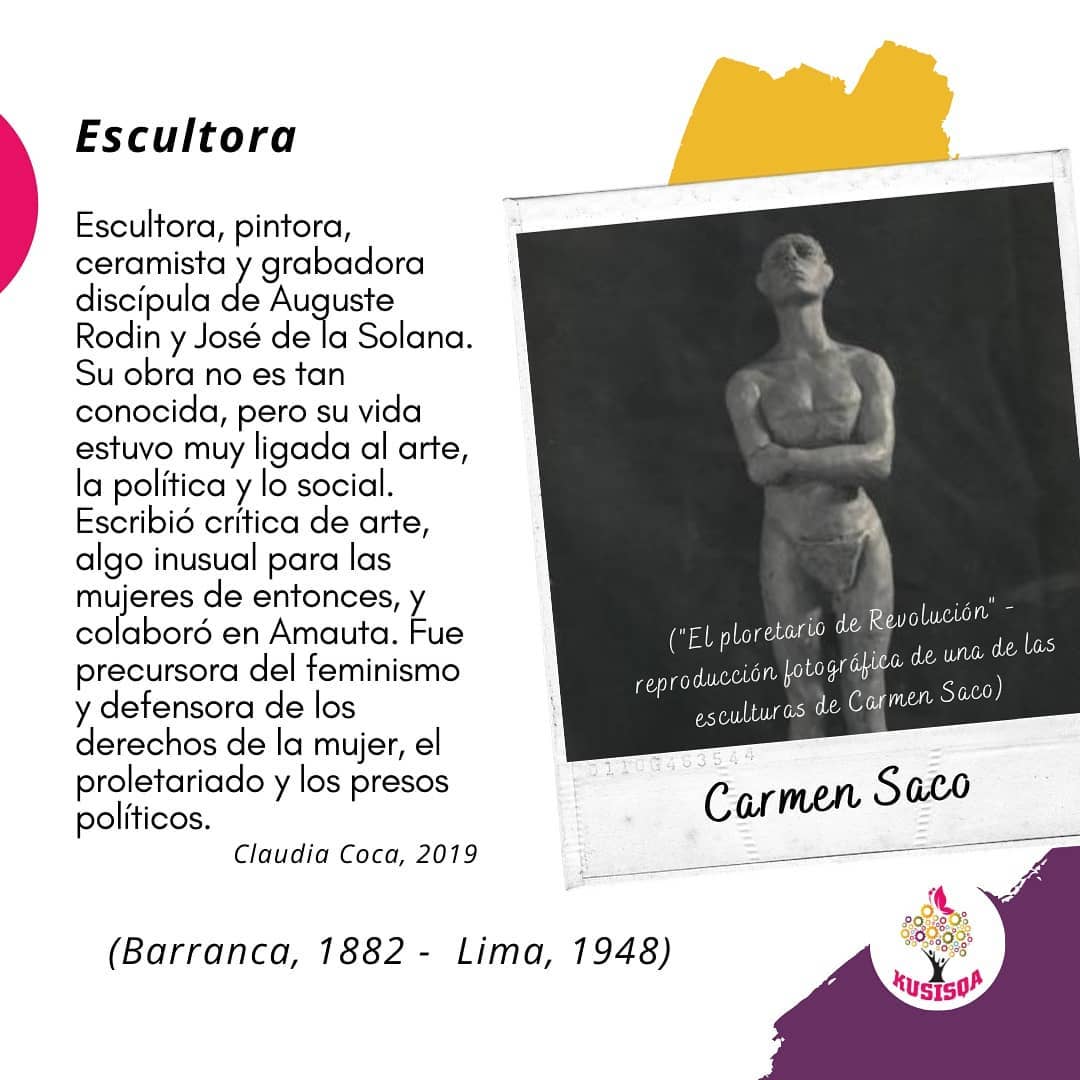 Escultora
Escultora, pintora,
ceramista y grabadora
discípula de Auguste
Rodin y José de la Solana.
Su obra no es tan
conocida, pero su vida
estuvo muy ligada al arte,
la política y lo social.
Escribió crítica de arte,
algo inusual para las
mujeres de entonces, y
colaboró en Amauta. Fue
precursora del feminismo
y defensora de los
derechos de la mujer, el
proletariado y los presos
políticos.
Claudia Coca, 2019
(Barranca, 1882 - Lima, 1948)
("El ploretario de Revolución" -
reproducción fotográfica de una de las
esculturas de Carmen Saco)
Carmen Saco
KUSISQA